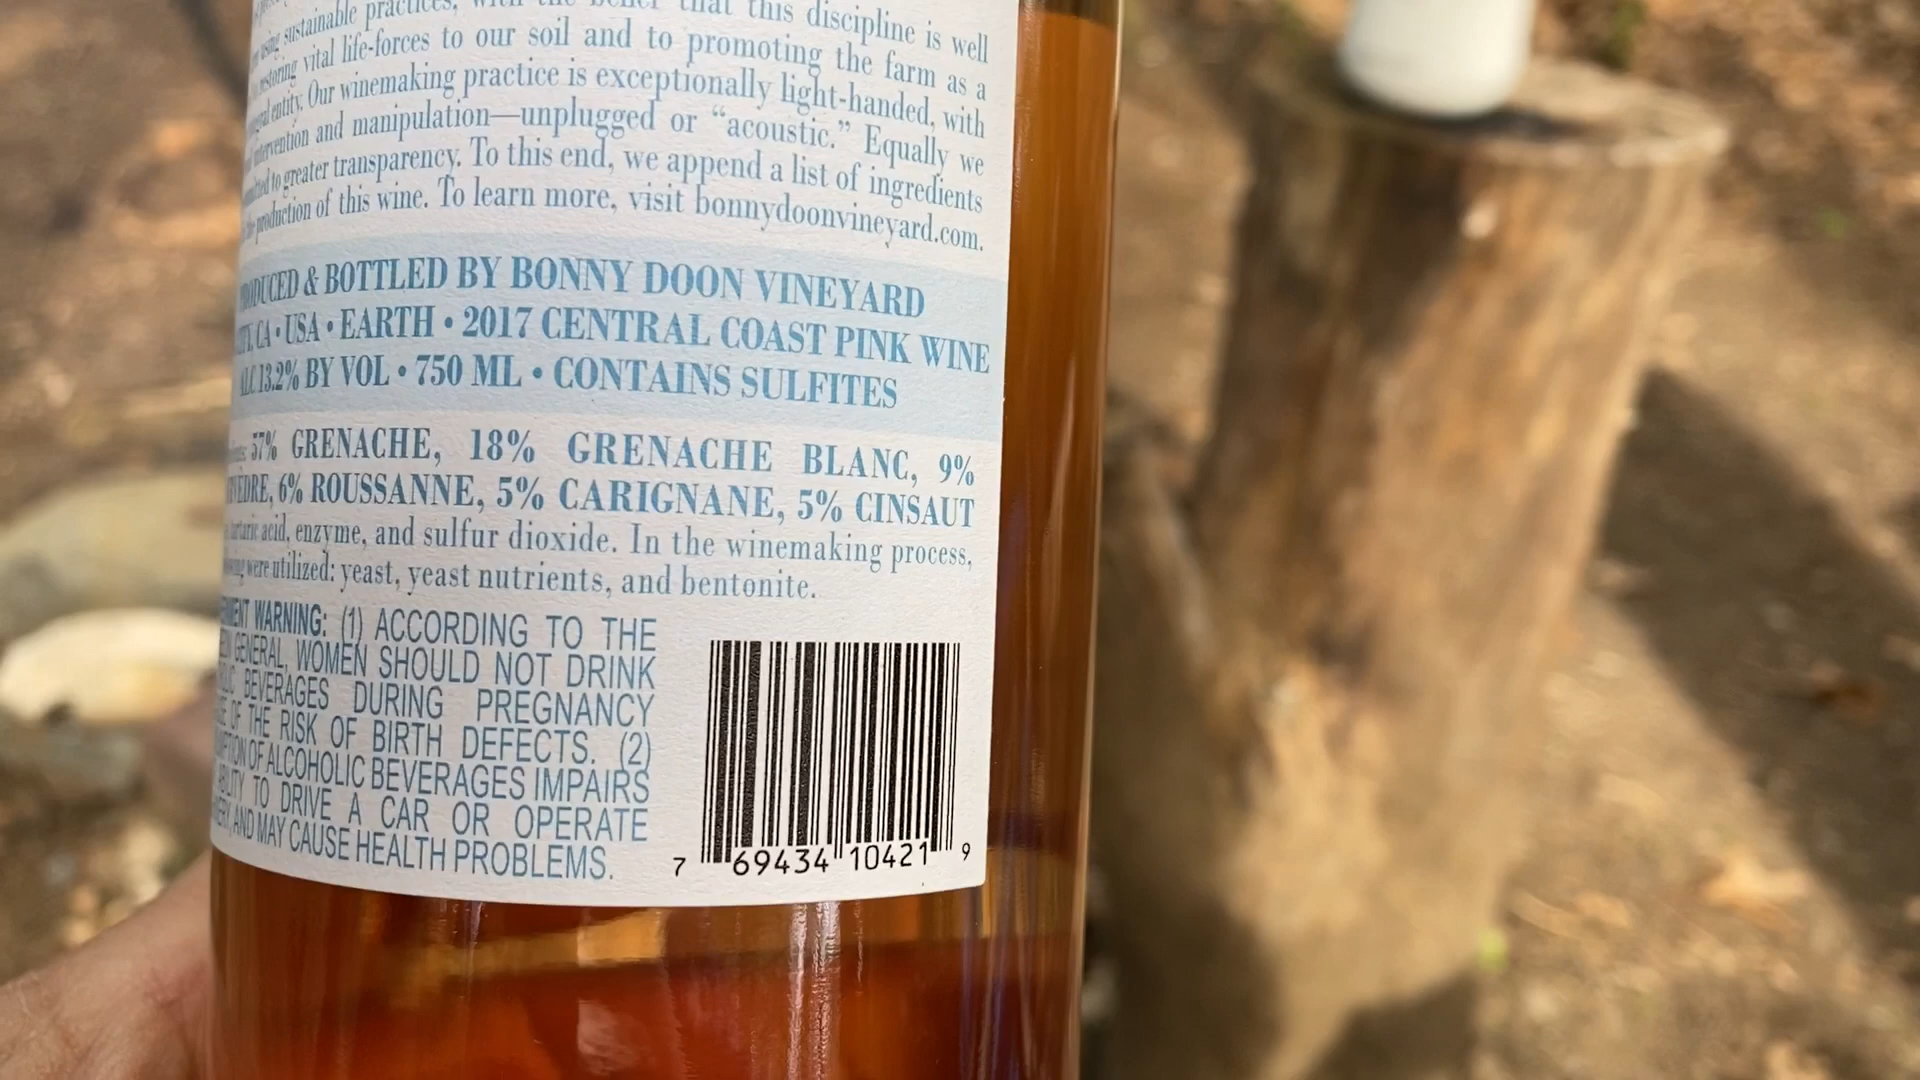 using sustainable practices, with the belief that this discipline is well
restoring vital life-forces to our soil and to promoting the farm as a
entity. Our winemaking practice is exceptionally light-handed, with
intervention and manipulation—unplugged or “acoustic.” Equally we
to greater transparency. To this end, we append a list of ingredients
production of this wine. To learn more, visit bonnydoonvineyard.com.
PRODUCED & BOTTLED BY BONNY DOON VINEYARD
CA • USA • EARTH • 2017 CENTRAL COAST PINK WINE
ALC 13.2% BY VOL • 750 ML • CONTAINS SULFITES
57% GRENACHE, 18% GRENACHE BLANC, 9%
6% ROUSSANNE, 5% CARIGNANE, 5% CINSAUT
tartaric acid, enzyme, and sulfur dioxide. In the winemaking process,
were utilized: yeast, yeast nutrients, and bentonite.
WARNING: (1) ACCORDING TO THE
GENERAL, WOMEN SHOULD NOT DRINK
BEVERAGES DURING PREGNANCY
OF THE RISK OF BIRTH DEFECTS. (2)
OF ALCOHOLIC BEVERAGES IMPAIRS
TO DRIVE A CAR OR OPERATE
AND MAY CAUSE HEALTH PROBLEMS.
7 69434 10421 9